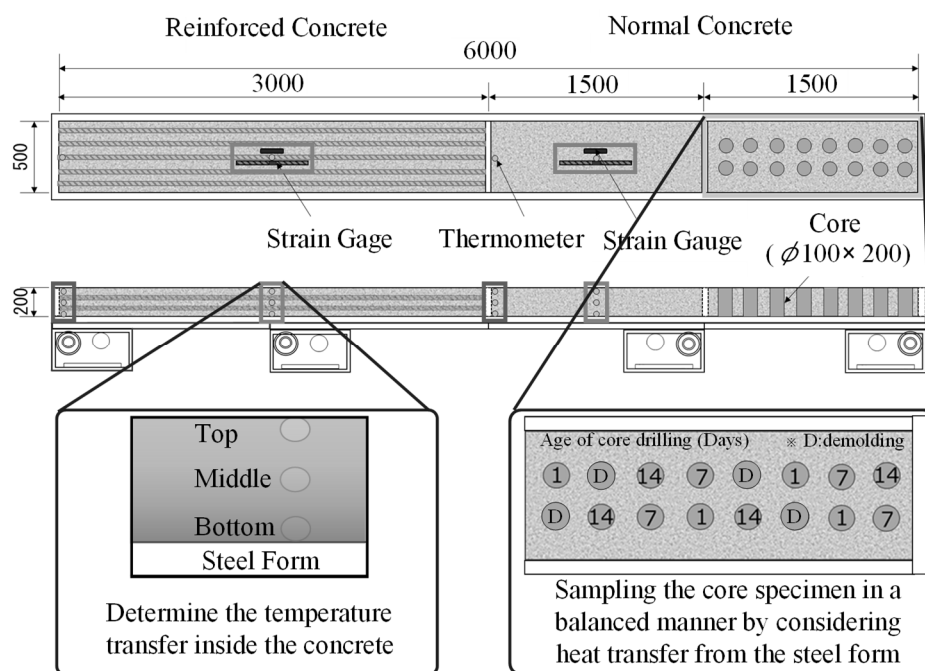 Reinforced Concrete
Normal Concrete
6000
3000
1500
1500
500
Strain Gage
Thermometer
Strain Gauge
Core
( ϕ100× 200)
200
Top
Middle
Bottom
Steel Form
Determine the temperature
transfer inside the concrete
Age of core drilling (Days)
※ D:demolding
1 D 14 7 D 1 7 14
D 14 7 1 14 D 1 7
Sampling the core specimen in a
balanced manner by considering
heat transfer from the steel form